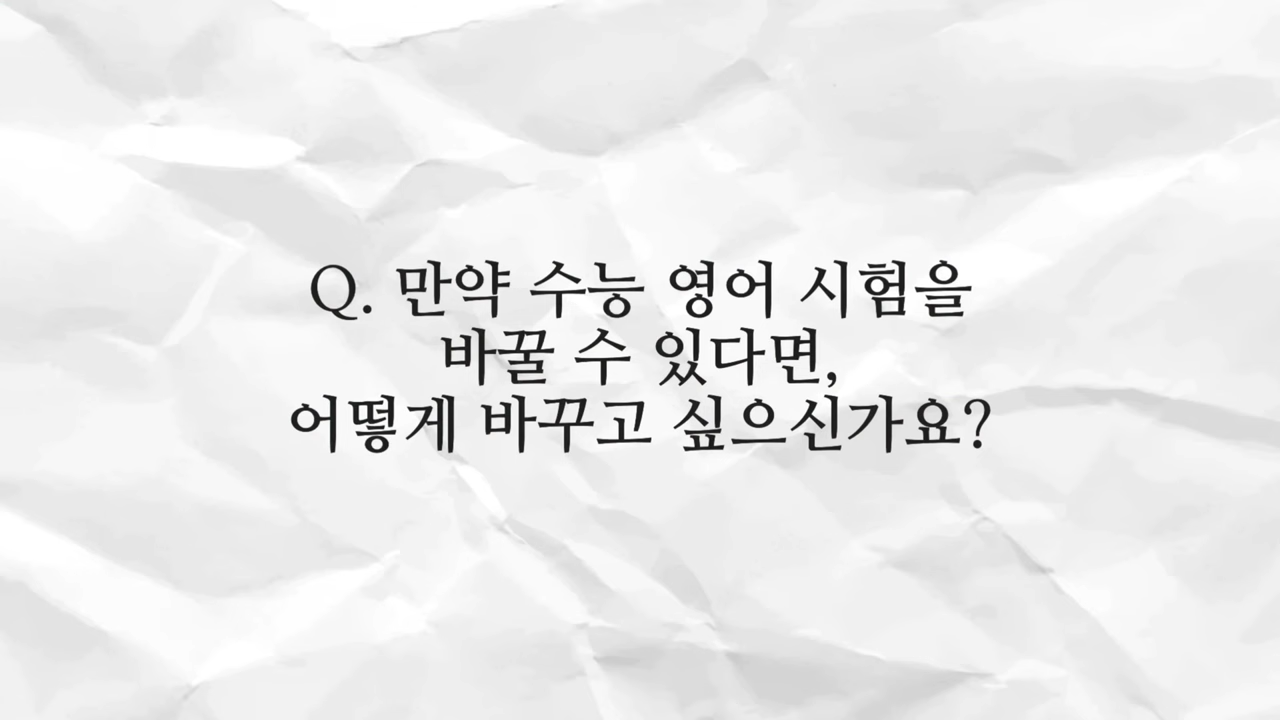 Q. 만약 수능 영어 시험을
바꿀 수 있다면,
어떻게 바꾸고 싶으신가요?